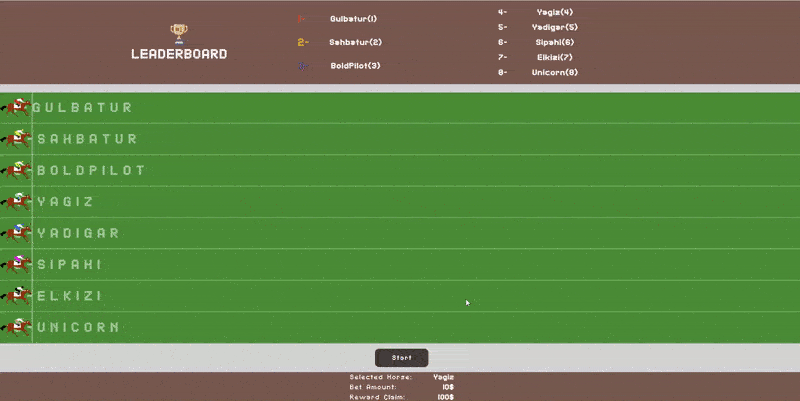 LEADERBOARD
1- Gulbatur(1)
2- Sahbatur(2)
3- BoldPilot(3)
4- Yagiz(4)
5- Yadigar(5)
6- Sipahi(6)
7- Elkizi(7)
8- Unicorn(8)
GULBATUR
SAHBATUR
BOLDPILOT
YAGIZ
YADIGAR
SIPAHI
ELKIZI
UNICORN
Start
Selected Horse: Yagiz
Bet Amount: 10$
Reward Claim: 100$